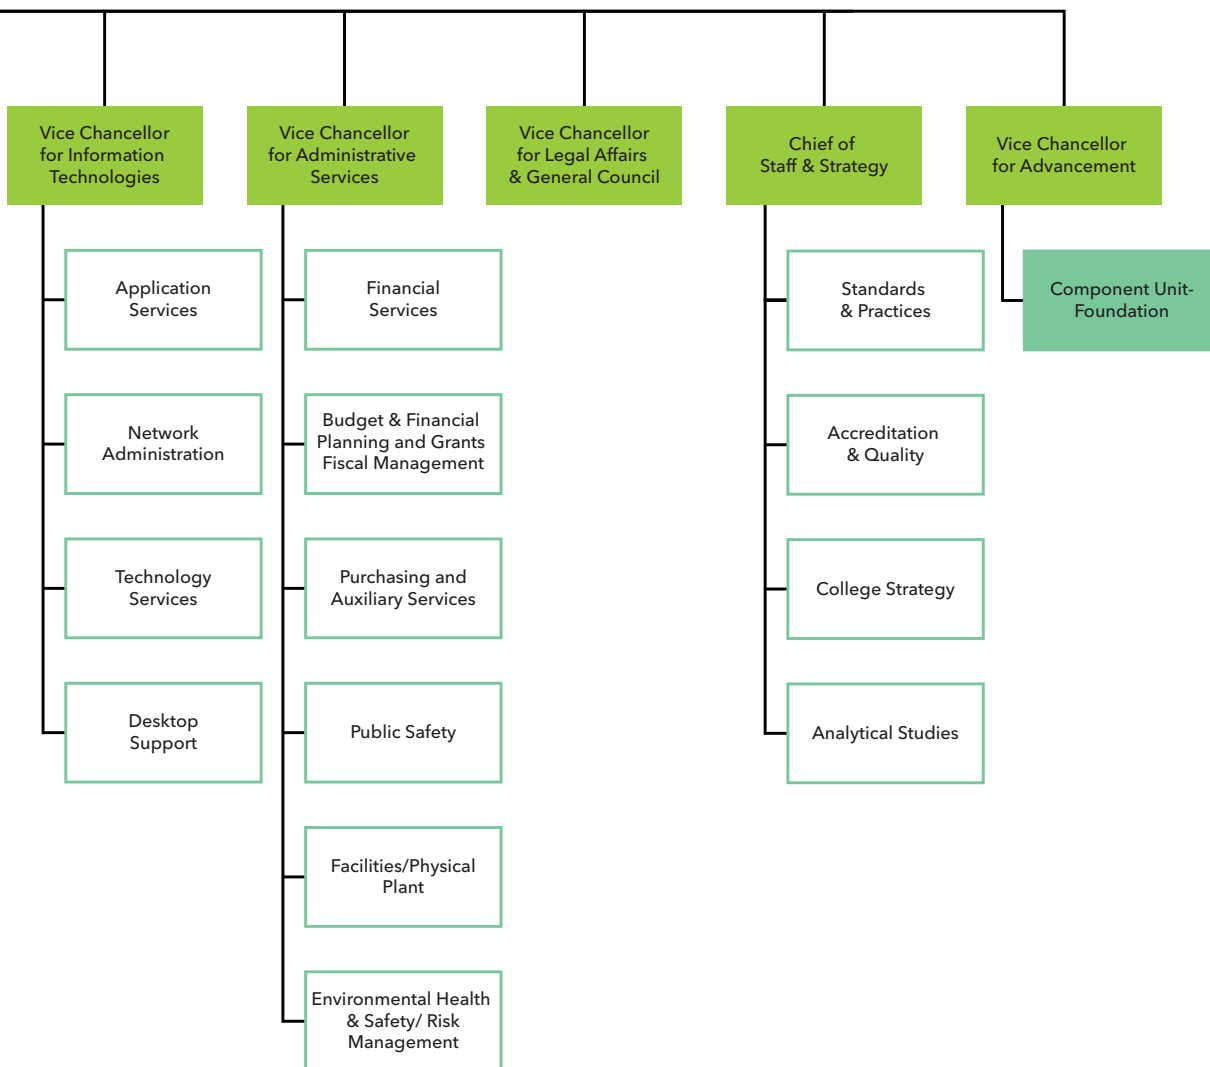 Vice Chancellor
for Information
Technologies
Vice Chancellor
for Administrative
Services
Vice Chancellor
for Legal Affairs
& General Council
Chief of
Staff & Strategy
Vice Chancellor
for Advancement
Application
Services
Network
Administration
Technology
Services
Desktop
Support
Financial
Services
Budget & Financial
Planning and Grants
Fiscal Management
Purchasing and
Auxiliary Services
Public Safety
Facilities/Physical
Plant
Environmental Health
& Safety/ Risk
Management
Standards
& Practices
Accreditation
& Quality
College Strategy
Analytical Studies
Component Unit-
Foundation